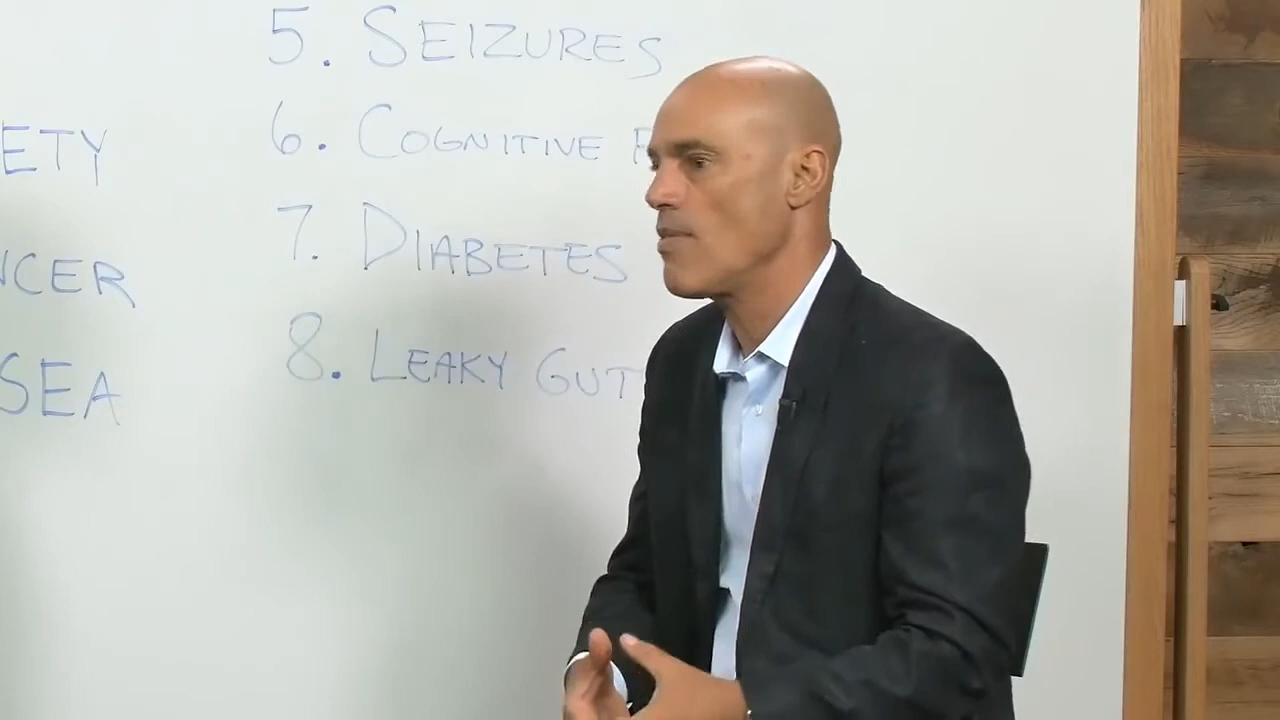 5. SEIZURES
6. COGNITIVE
7. DIABETES
8. LEAKY GUT
ETY
NCER
SEA